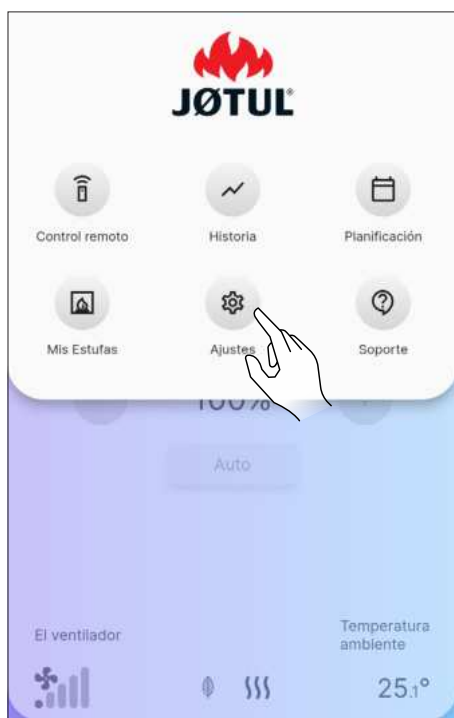 JØTUL
Control remoto
Historia
Planificación
Mis Estufas
Ajustes
Soporte
100%
Auto
El ventilador
Temperatura
ambiente
25.1°